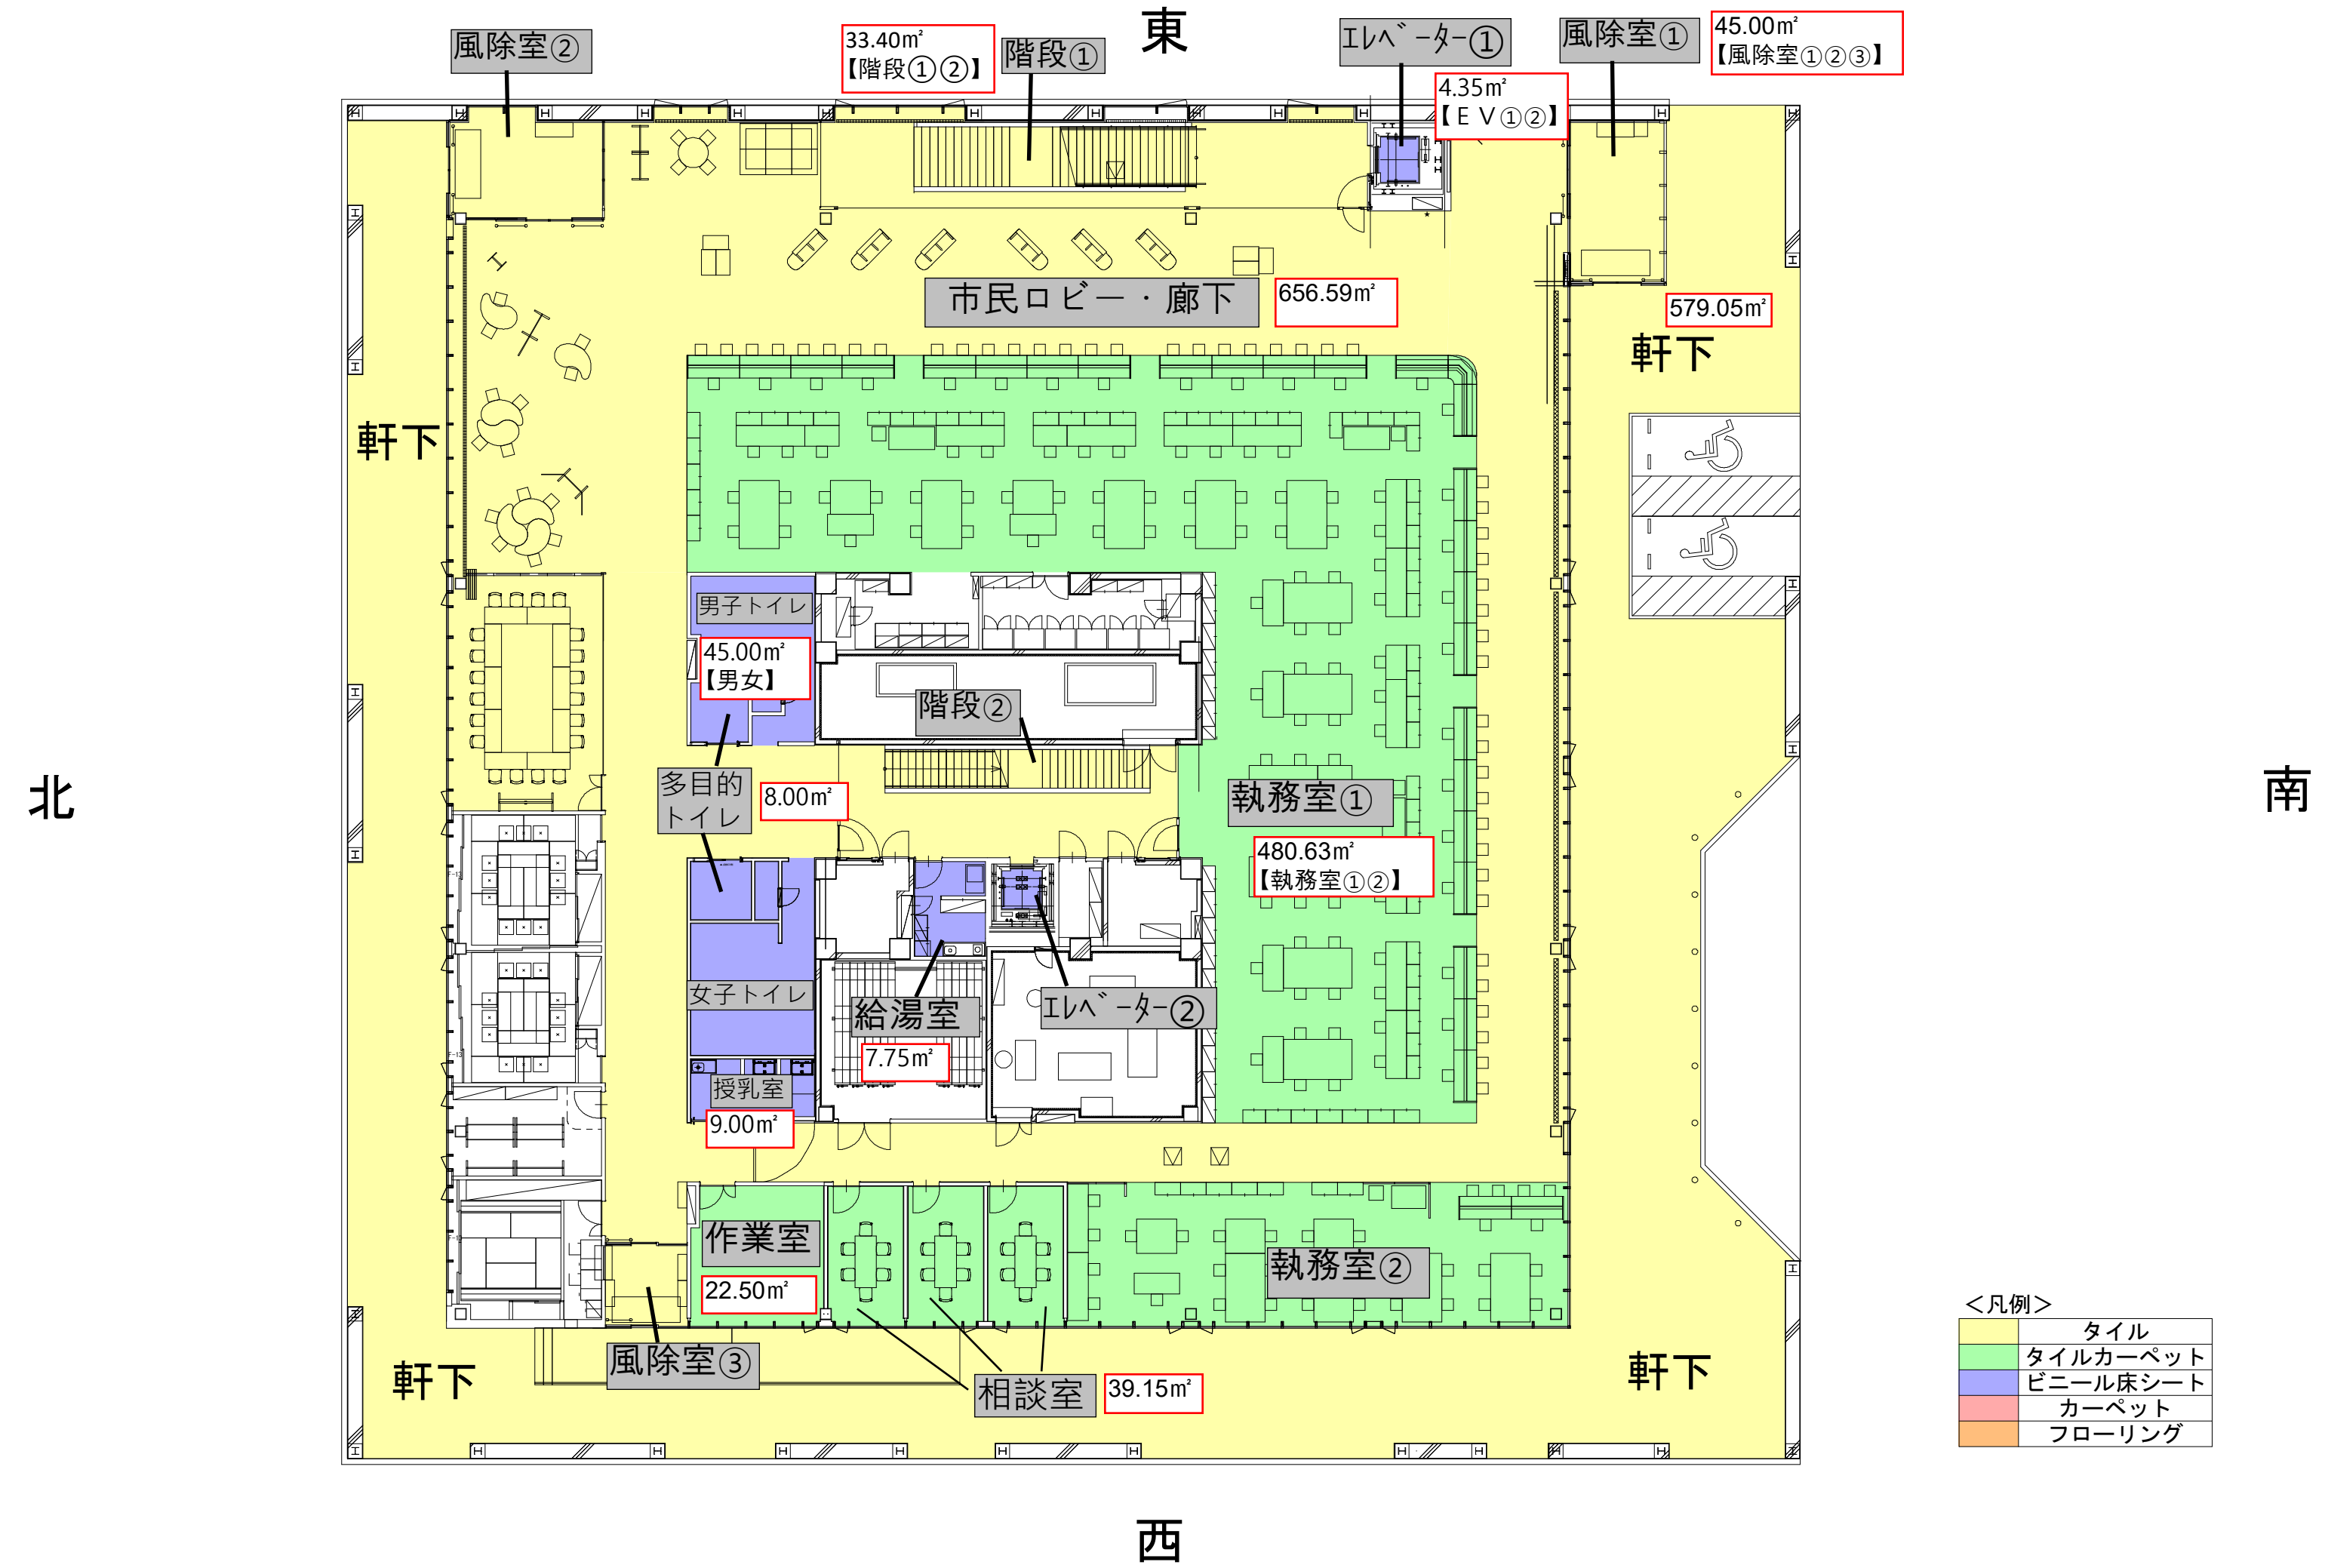 東
風除室②
33.40㎡
【階段①②】
階段①
ｴﾚﾍﾞｰﾀｰ①
4.35㎡
【ＥＶ①②】
風除室①
45.00㎡
【風除室①②③】
市民ロビー・廊下
656.59㎡
579.05㎡
軒下
軒下
男子トイレ
45.00㎡
【男女】
階段②
北
南
多目的
トイレ
8.00㎡
執務室①
480.63㎡
【執務室①②】
女子トイレ
給湯室
7.75㎡
ｴﾚﾍﾞｰﾀｰ②
授乳室
9.00㎡
作業室
22.50㎡
執務室②
風除室③
相談室
39.15㎡
軒下
軒下
＜凡例＞
タイル
タイルカーペット
ビニール床シート
カーペット
フローリング
西